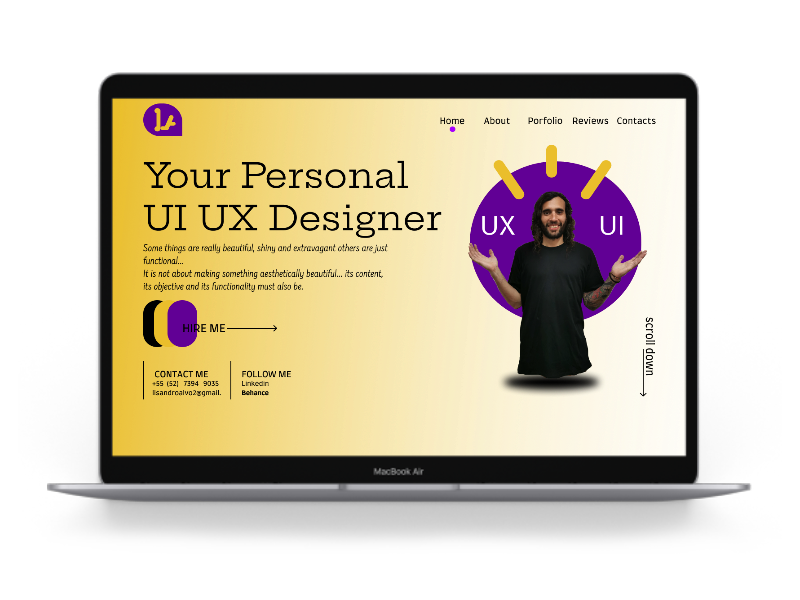 Home About Porfolio Reviews Contacts
Your Personal
UI UX Designer
UX UI
Some things are really beautiful, shiny and extravagant others are just
functional...
It is not about making something aesthetically beautiful... its content,
its objective and its functionality must also be.
HIRE ME
scroll down
CONTACT ME
+55 (52) 7394 9035
lisandroalvo2@gmail.
FOLLOW ME
Linkedin
Behance
MacBook Air